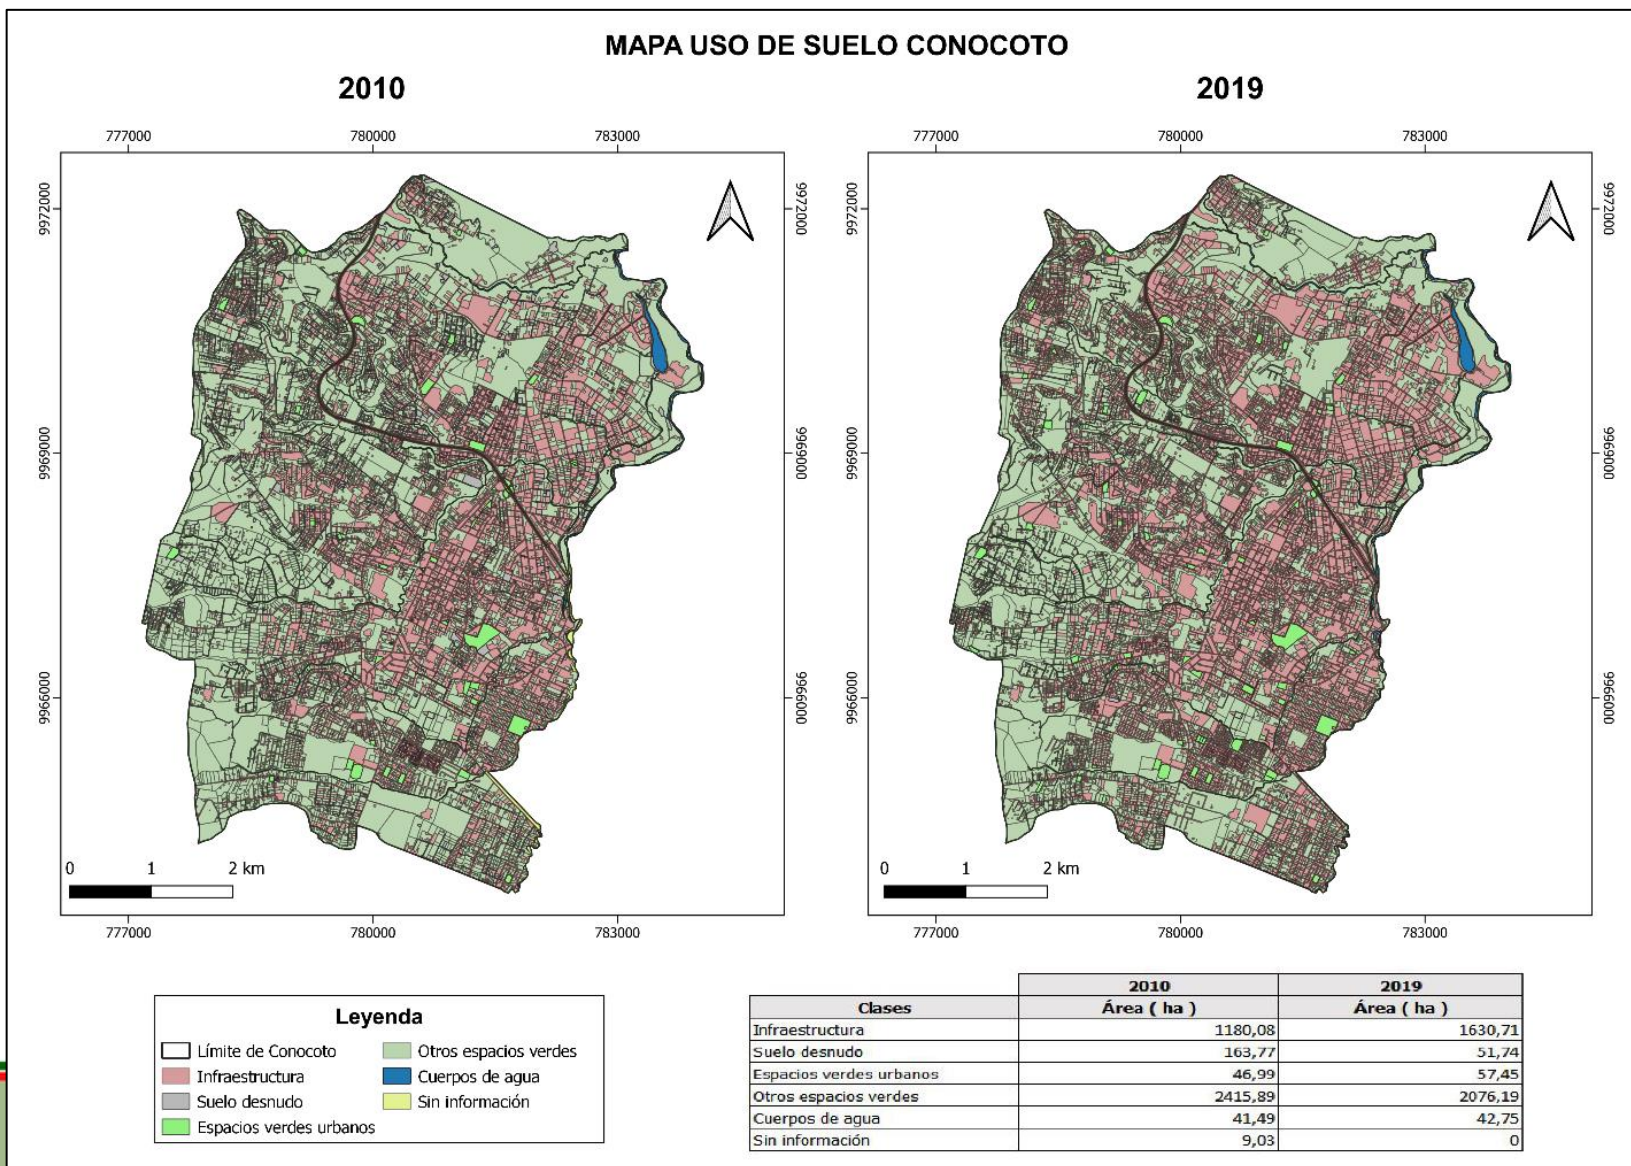 MAPA USO DE SUELO CONOCOTO
2010
2019
777000 780000 783000
777000 780000 783000
9972000
9972000
9972000
9972000
9969000
9969000
9969000
9969000
9966000
9966000
9966000
9966000
0 1 2 km
0 1 2 km
777000 780000 783000
777000 780000 783000
Leyenda
Límite de Conocoto
Infraestructura
Suelo desnudo
Espacios verdes urbanos
Otros espacios verdes
Cuerpos de agua
Sin información
2010 2019
Clases Área ( ha ) Área ( ha )
Infraestructura 1180,08 1630,71
Suelo desnudo 163,77 51,74
Espacios verdes urbanos 46,99 57,45
Otros espacios verdes 2415,89 2076,19
Cuerpos de agua 41,49 42,75
Sin información 9,03 0